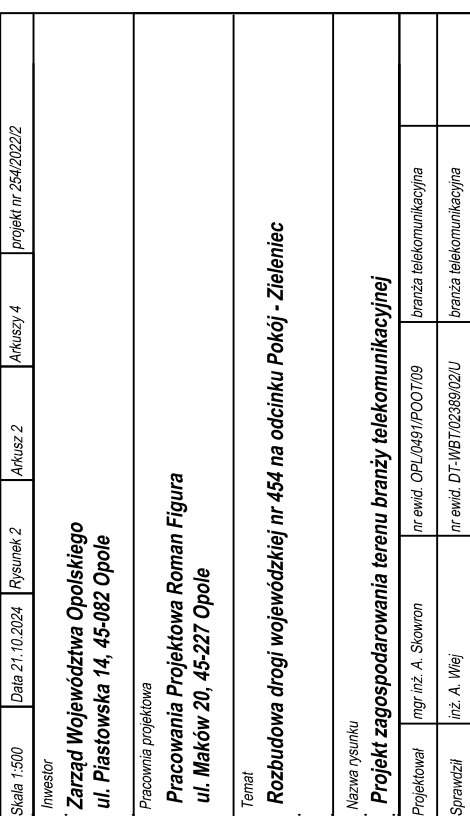 Skala 1:500 Data 21.10.2024 Rysunek 2 Arkusz 2 Arkuszy 4 projekt nr 254/2022/2
Inwestor
Zarząd Województwa Opolskiego
ul. Piastowska 14, 45-082 Opole
Pracownia projektowa
Pracowania Projektowa Roman Figura
ul. Maków 20, 45-227 Opole
Temat
Rozbudowa drogi wojewódzkiej nr 454 na odcinku Pokój - Zieleniec
Nazwa rysunku
Projekt zagospodarowania terenu branży telekomunikacyjnej
Projektował mgr inż. A. Skowron nr ewid. OPL/0491/POOT/09 branża telekomunikacyjna
Sprawdził inż. A. Wiej nr ewid. DT-WBT/02389/02/U branża telekomunikacyjna